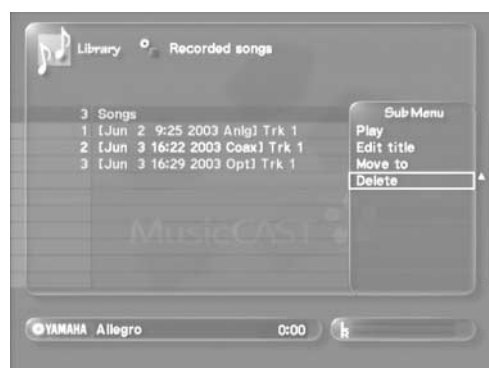 Library Recorded songs
3 Songs
1 [Jun 2 9:25 2003 Anlg] Trk 1
2 [Jun 3 16:22 2003 Coax] Trk 1
3 [Jun 3 16:29 2003 Opt] Trk 1
Sub Menu
Play
Edit title
Move to
Delete
MusicCAST
YAMAHA Allegro 0:00
L
R